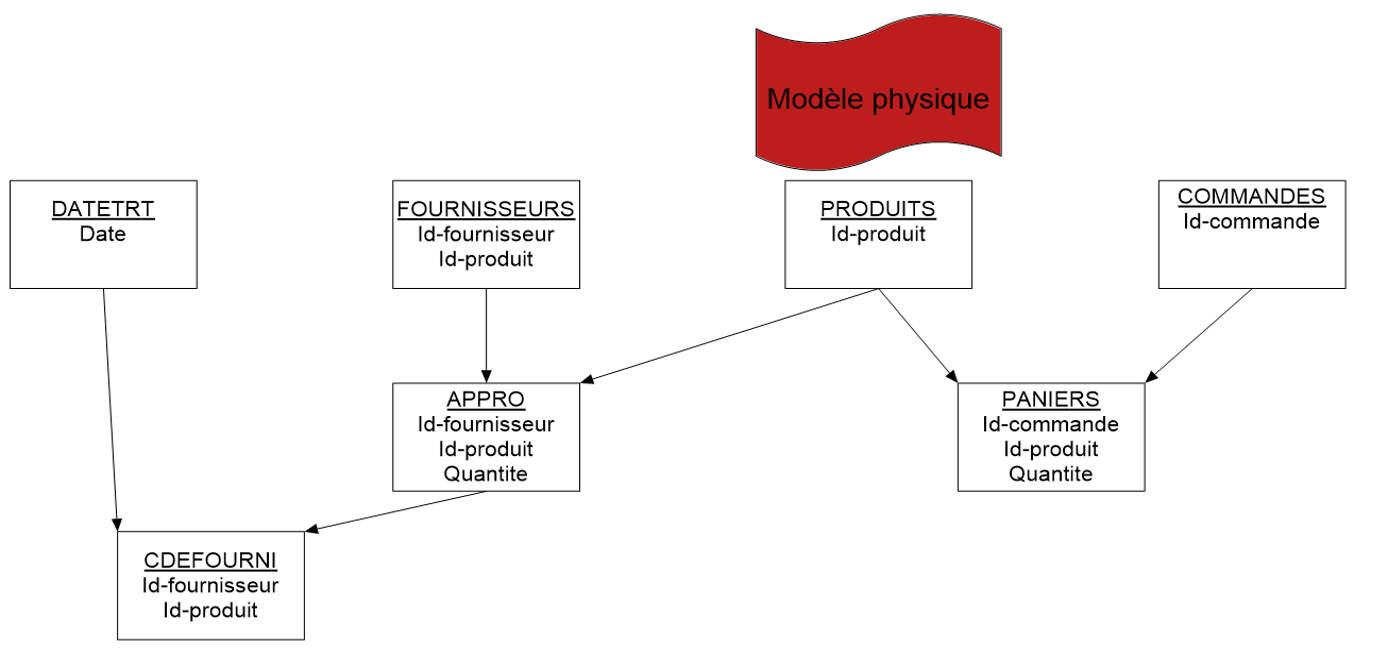 Modèle physique
DATETRT
Date
FOURNISSEURS
Id-fournisseur
Id-produit
PRODUITS
Id-produit
COMMANDES
Id-commande
APPRO
Id-fournisseur
Id-produit
Quantite
PANIERS
Id-commande
Id-produit
Quantite
CDEFOURNI
Id-fournisseur
Id-produit